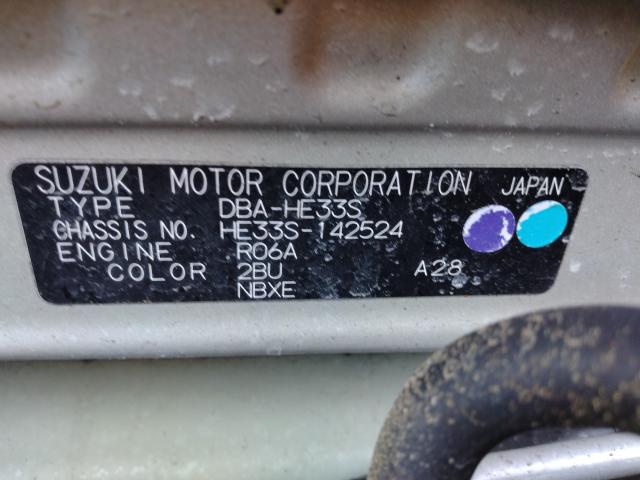 SUZUKI MOTOR CORPORATION JAPAN
TYPE DBA-HE33S
CHASSIS NO. HE33S-142524
ENGINE R06A
COLOR 2BU A28
NBXE